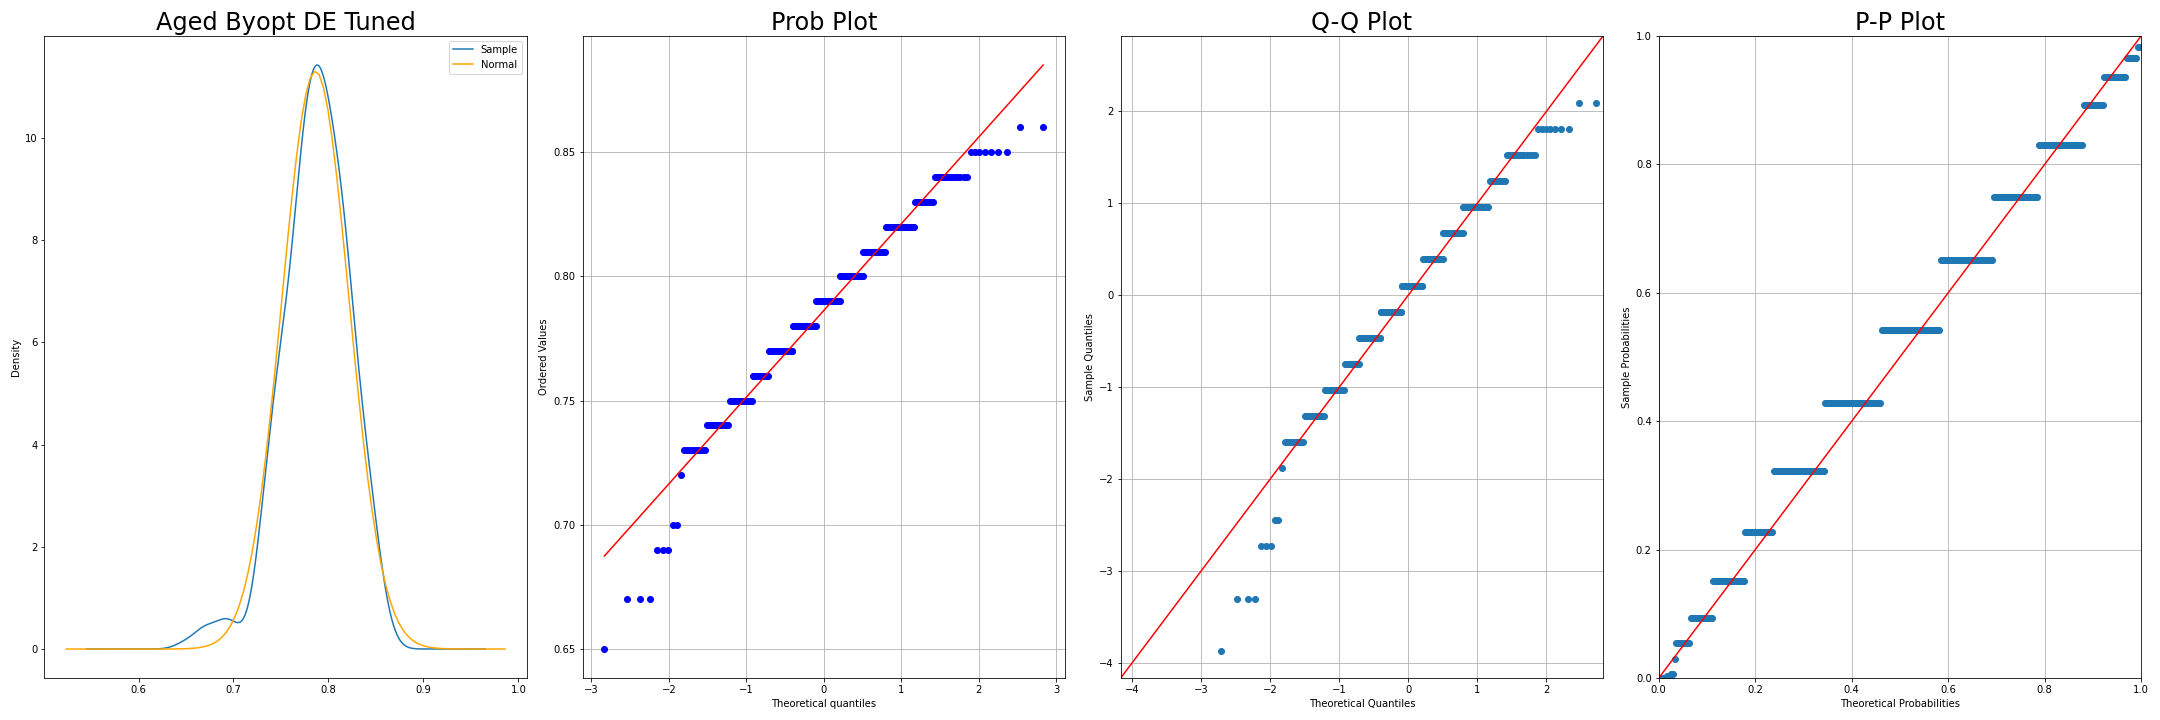 Aged Byopt DE Tuned
Sample
Normal
Density
10
8
6
4
2
0
0.6 0.7 0.8 0.9 1.0
Prob Plot
Ordered Values
0.85
0.80
0.75
0.70
0.65
−3 −2 −1 0 1 2 3
Theoretical quantiles
Q-Q Plot
Sample Quantiles
2
1
0
−1
−2
−3
−4
−4 −3 −2 −1 0 1 2
Theoretical Quantiles
P-P Plot
Sample Probabilities
1.0
0.8
0.6
0.4
0.2
0.0
0.0 0.2 0.4 0.6 0.8 1.0
Theoretical Probabilities